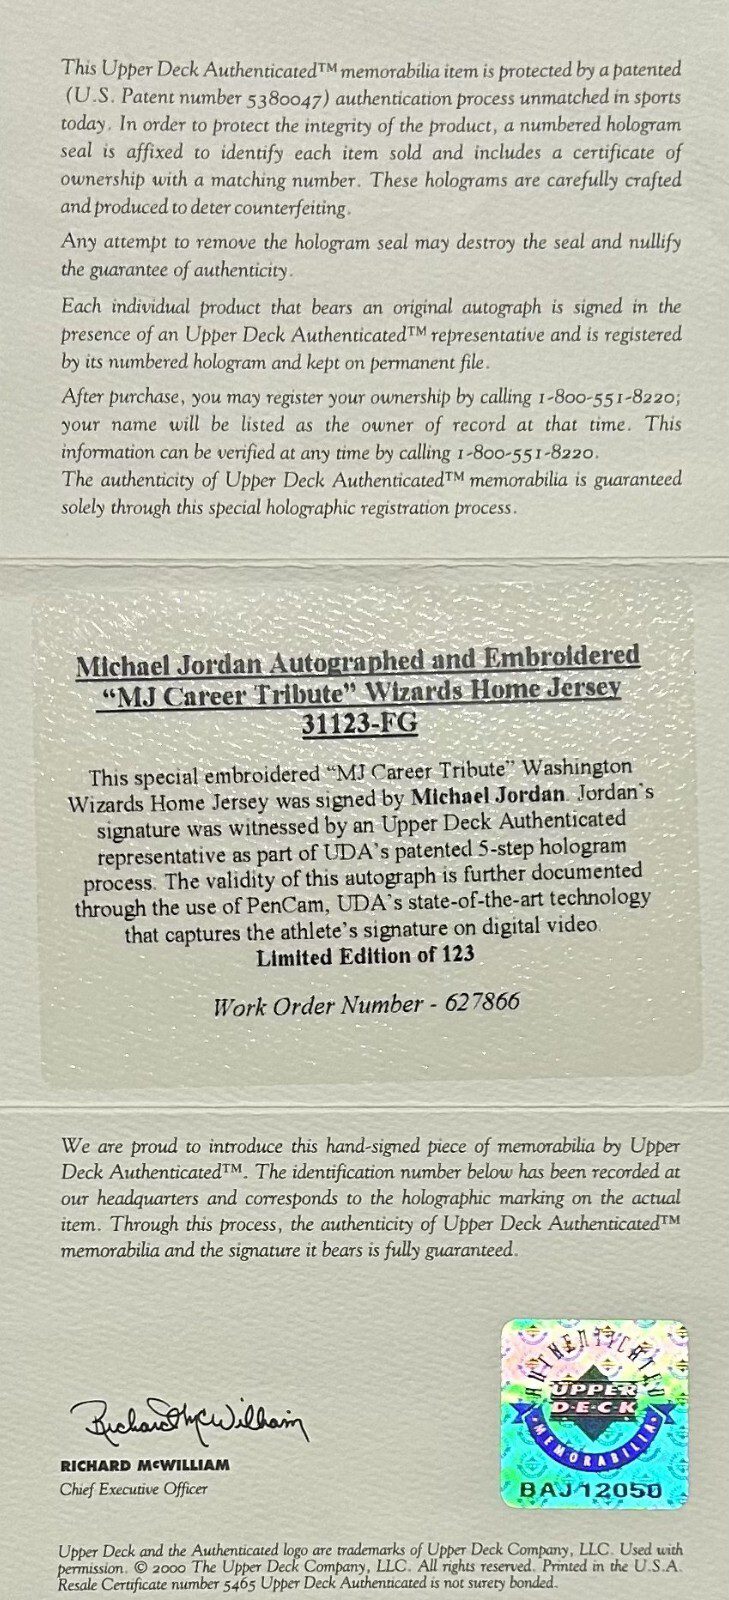 This Upper Deck Authenticated™ memorabilia item is protected by a patented
(U.S. Patent number 5380047) authentication process unmatched in sports
today. In order to protect the integrity of the product, a numbered hologram
seal is affixed to identify each item sold and includes a certificate of
ownership with a matching number. These holograms are carefully crafted
and produced to deter counterfeiting.
Any attempt to remove the hologram seal may destroy the seal and nullify
the guarantee of authenticity.
Each individual product that bears an original autograph is signed in the
presence of an Upper Deck Authenticated™ representative and is registered
by its numbered hologram and kept on permanent file.
After purchase, you may register your ownership by calling 1-800-551-8220;
your name will be listed as the owner of record at that time. This
information can be verified at any time by calling 1-800-551-8220.
The authenticity of Upper Deck Authenticated™ memorabilia is guaranteed
solely through this special holographic registration process.
Michael Jordan Autographed and Embroidered
“MJ Career Tribute” Wizards Home Jersey
31123-FG
This special embroidered “MJ Career Tribute” Washington
Wizards Home Jersey was signed by Michael Jordan. Jordan's
signature was witnessed by an Upper Deck Authenticated
representative as part of UDA's patented 5-step hologram
process. The validity of this autograph is further documented
through the use of PenCam, UDA's state-of-the-art technology
that captures the athlete's signature on digital video.
Limited Edition of 123
Work Order Number - 627866
We are proud to introduce this hand-signed piece of memorabilia by Upper
Deck Authenticated™. The identification number below has been recorded at
our headquarters and corresponds to the holographic marking on the actual
item. Through this process, the authenticity of Upper Deck Authenticated™
memorabilia and the signature it bears is fully guaranteed.
Richard McWilliam
RICHARD McWILLIAM
Chief Executive Officer
AUTHENTICATED
UPPER
D·E·C·K
MEMORABILIA
BAJ12050
Upper Deck and the Authenticated logo are trademarks of Upper Deck Company, LLC. Used with
permission. © 2000 The Upper Deck Company, LLC. All rights reserved. Printed in the U.S.A.
Resale Certificate number 5465 Upper Deck Authenticated is not surety bonded.